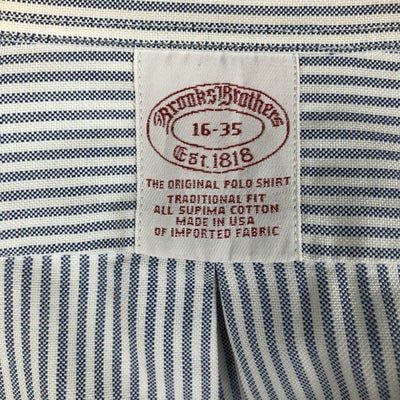 Brooks Brothers
16-35
Est. 1818
THE ORIGINAL POLO SHIRT
TRADITIONAL FIT
ALL SUPIMA COTTON
MADE IN USA
OF IMPORTED FABRIC